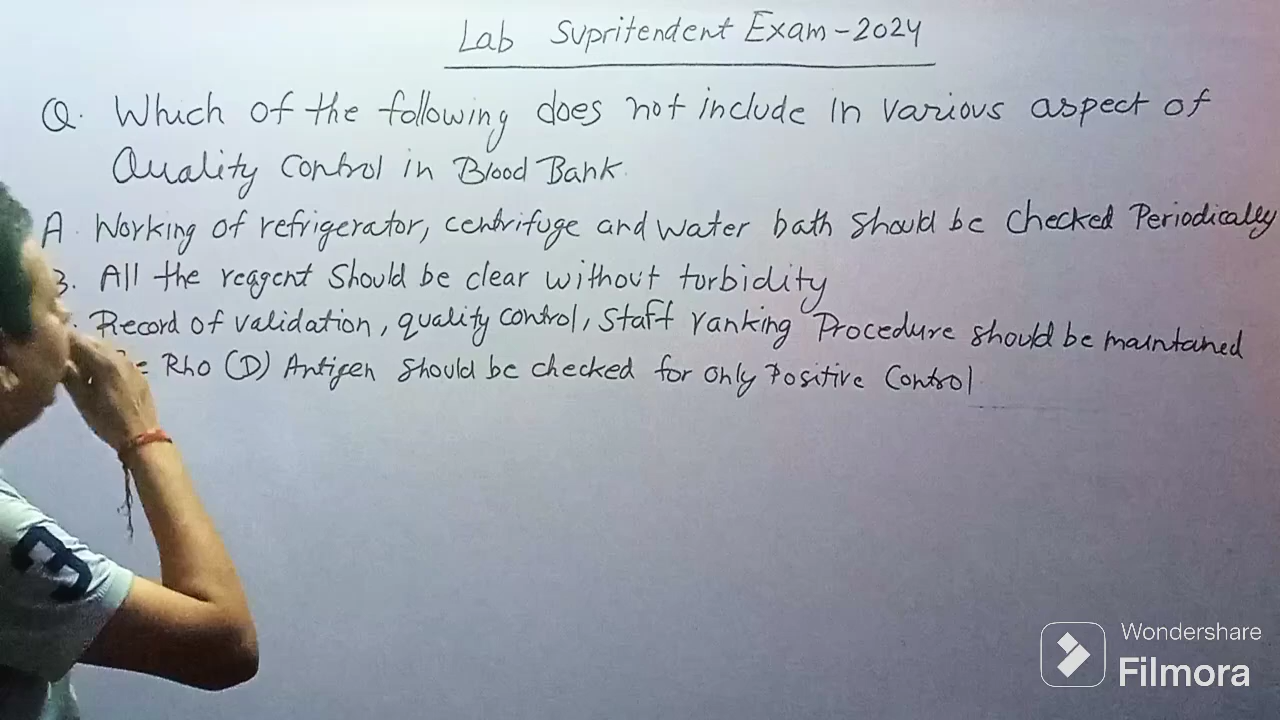 Lab Supritendent Exam-2024
Q. Which of the following does not include in various aspect of
Quality control in Blood Bank.
A. Working of refrigerator, centrifuge and water bath should be checked Periodically
3. All the reagent should be clear without turbidity
Record of validation, quality control, staff ranking Procedure should be maintaned
Rho (D) Antigen should be checked for only Positive Control
3
Wondershare
Filmora